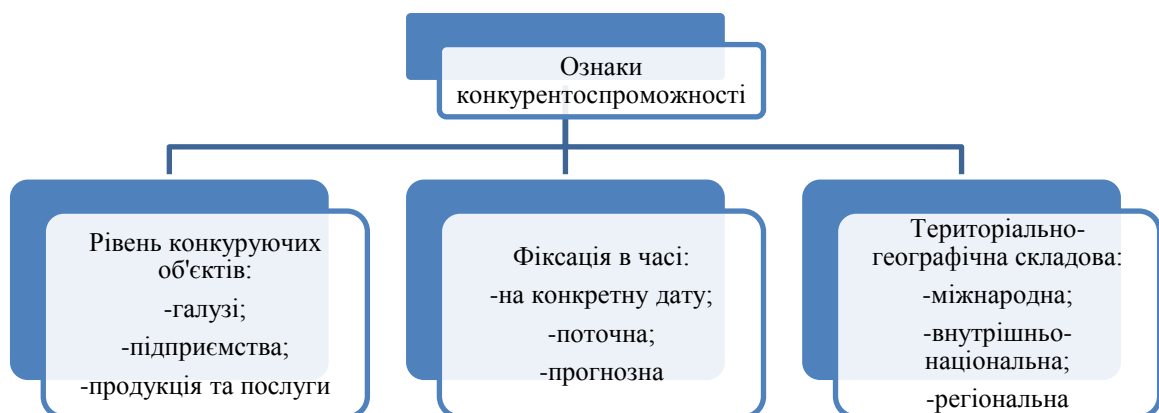 Ознаки
конкурентоспроможності
Рівень конкуруючих
об'єктів:
-галузі;
-підприємства;
-продукція та послуги
Фіксація в часі:
-на конкретну дату;
-поточна;
-прогнозна
Територіально-
географічна складова:
-міжнародна;
-внутрішньо-
національна;
-регіональна